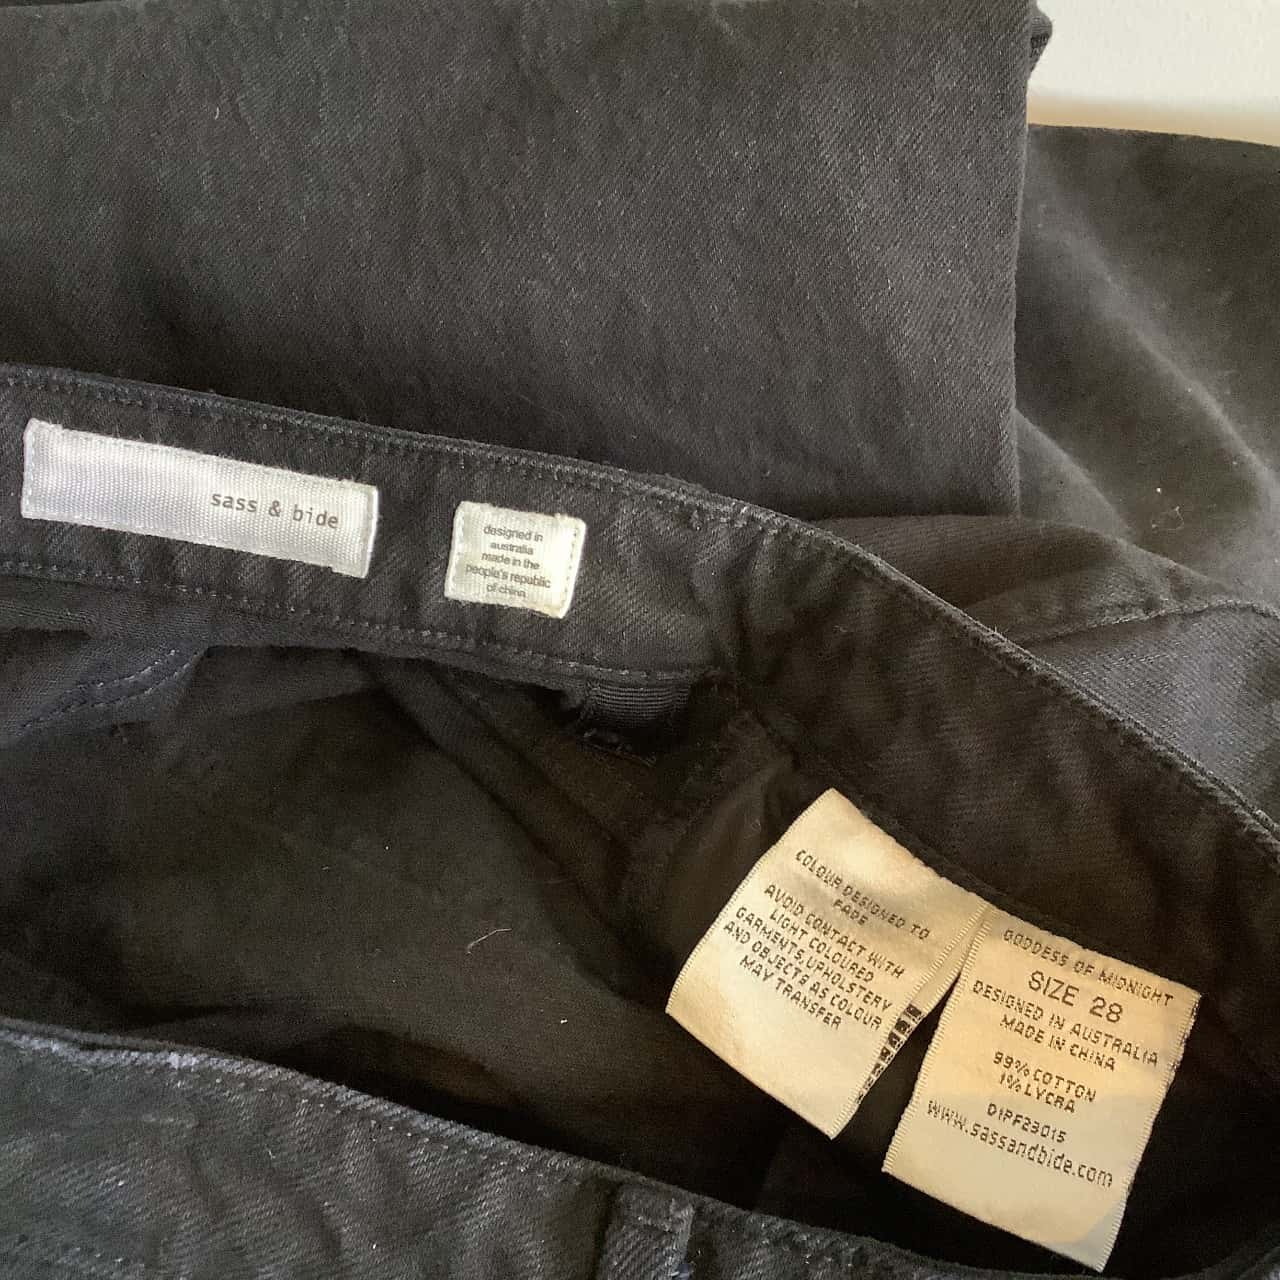 sass & bide
designed in
australia
made in the
people's republic
of china
COLOUR DESIGNED TO
FADE
AVOID CONTACT WITH
LIGHT COLOURED
GARMENTS, UPHOLSTERY
AND OBJECTS AS COLOUR
MAY TRANSFER
GODDESS OF MIDNIGHT
SIZE 28
DESIGNED IN AUSTRALIA
MADE IN CHINA
99% COTTON
1% LYCRA
D1PF23015
www.sassandbide.com